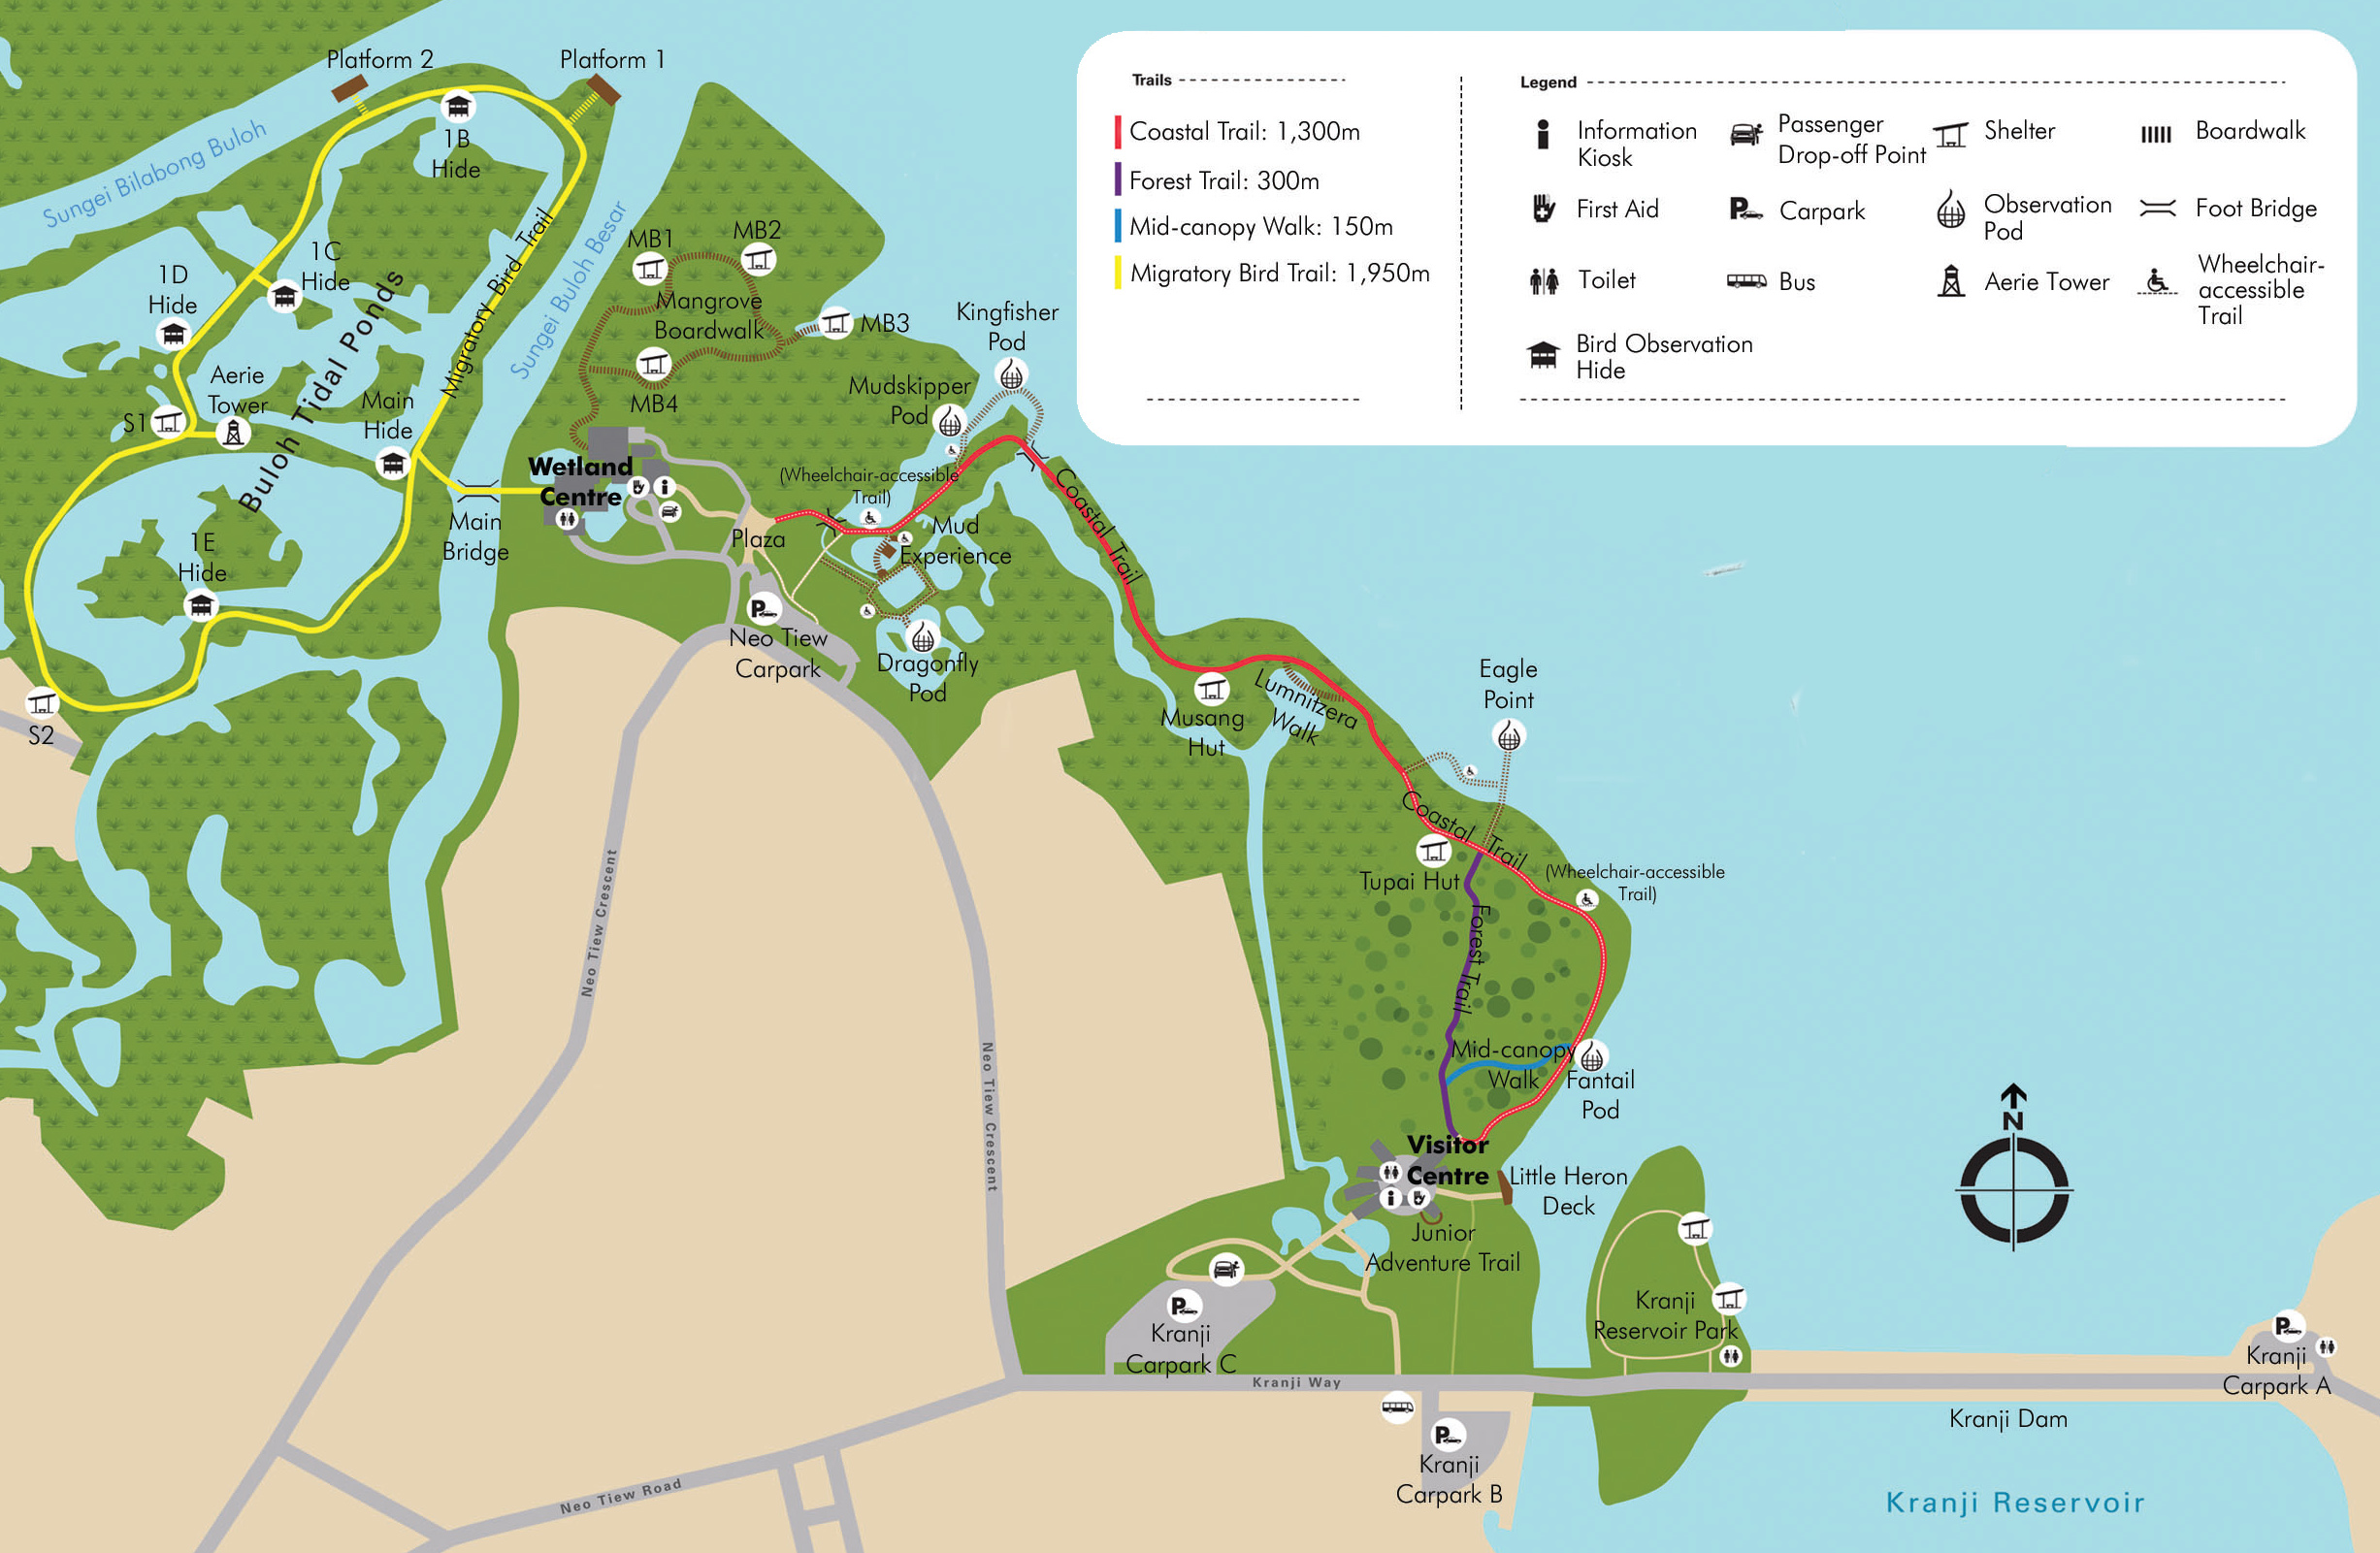 Platform 2
Platform 1
Sungei Bilabong Buloh
1B
Hide
1C
Hide
1D
Hide
Migratory Bird Trail
Sungei Buloh Besar
Buloh Tidal Ponds
Aerie
Tower
S1
Main
Hide
1E
Hide
S2
Main
Bridge
MB1
MB2
Mangrove
Boardwalk
MB3
MB4
Wetland
Centre
Kingfisher
Pod
Mudskipper
Pod
(Wheelchair-accessible
Trail)
Plaza
Mud
Experience
Neo Tiew
Carpark
Dragonfly
Pod
Coastal Trail
Musang
Hut
Lumnitzera
Walk
Eagle
Point
Coastal Trail
Tupai Hut
(Wheelchair-accessible
Trail)
Forest Trail
Mid-canopy
Walk
Fantail
Pod
Visitor
Centre
Little Heron
Deck
Junior
Adventure Trail
Kranji
Carpark C
Kranji
Reservoir Park
Kranji
Carpark B
Kranji
Carpark A
Kranji Dam
Kranji Reservoir
Kranji Way
Neo Tiew Crescent
Neo Tiew Crescent
Neo Tiew Road
N
Trails
Coastal Trail: 1,300m
Forest Trail: 300m
Mid-canopy Walk: 150m
Migratory Bird Trail: 1,950m
Legend
Information
Kiosk
First Aid
Toilet
Bird Observation
Hide
Passenger
Drop-off Point
P
Carpark
Bus
Shelter
Observation
Pod
Aerie Tower
Boardwalk
Foot Bridge
Wheelchair-
accessible
Trail
P
P
P
P